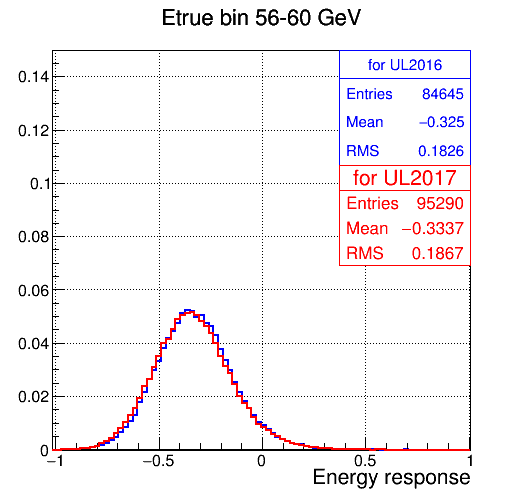 Etrue bin 56-60 GeV
for UL2016
Entries 84645
Mean −0.325
RMS 0.1826
for UL2017
Entries 95290
Mean −0.3337
RMS 0.1867
0.14
0.12
0.1
0.08
0.06
0.04
0.02
0
−1 −0.5 0 0.5 1
Energy response